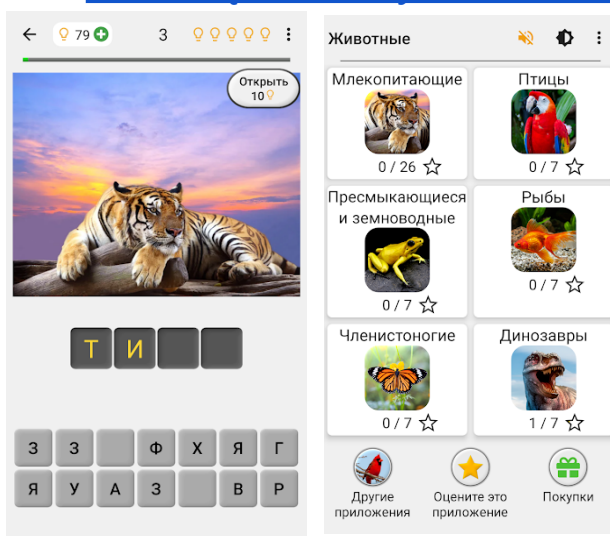 79
3
Открыть
10
Т И
З З Ф Х Я Г
Я У А З В Р
Животные
Млекопитающие
0 / 26
Птицы
0 / 7
Пресмыкающиеся
и земноводные
0 / 7
Рыбы
0 / 7
Членистоногие
0 / 7
Динозавры
1 / 7
Другие
приложения
Оцените это
приложение
Покупки